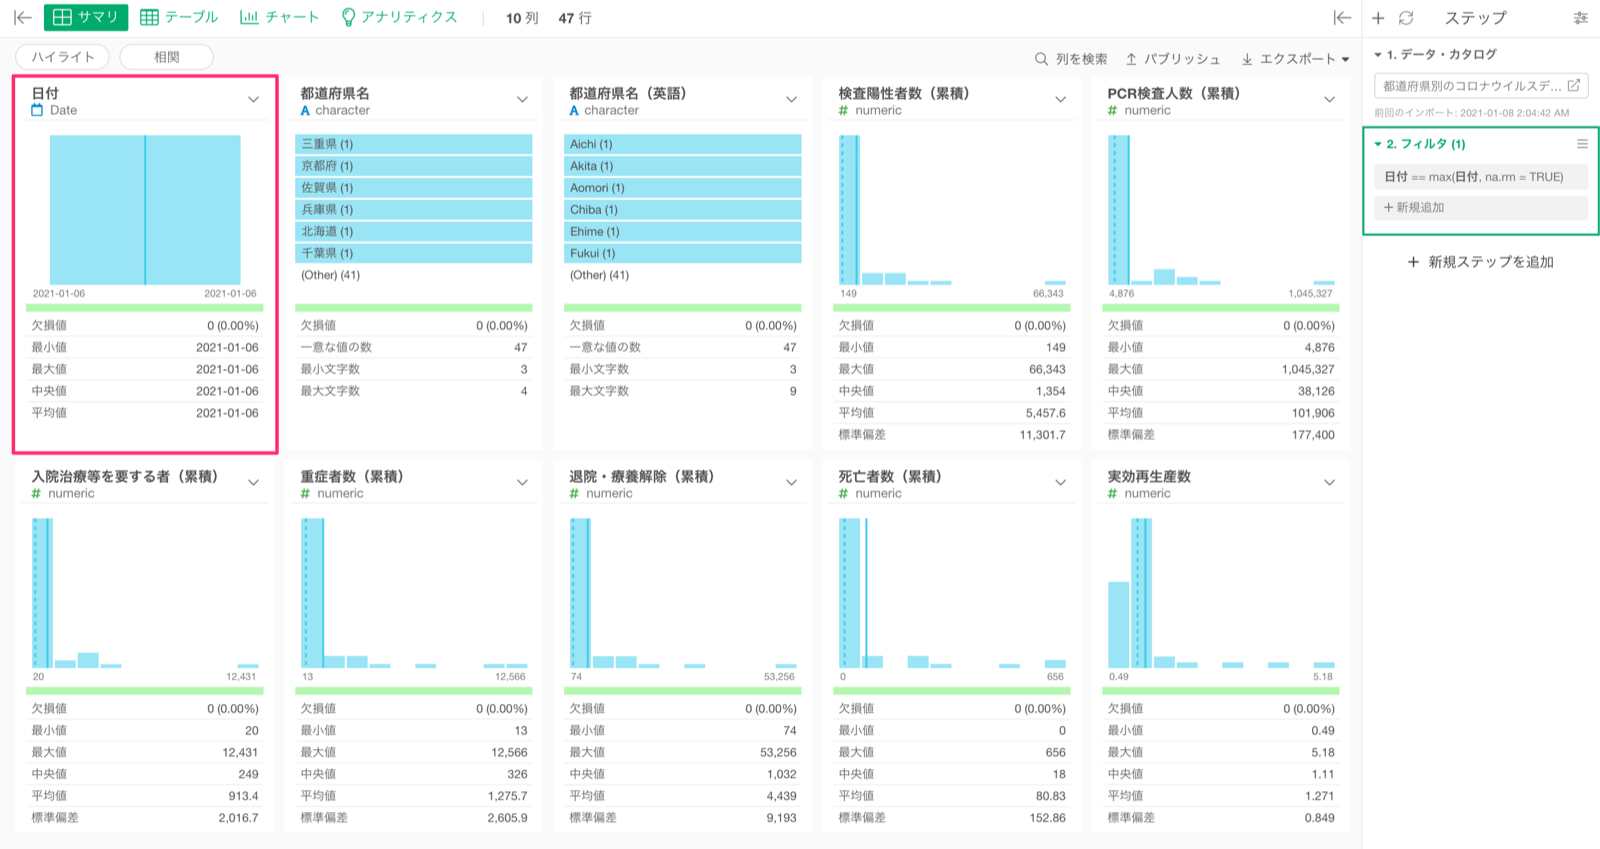 サマリ
テーブル
チャート
アナリティクス
10 列
47 行
ステップ
ハイライト
相関
列を検索
パブリッシュ
エクスポート
1. データ・カタログ
都道府県別のコロナウイルスデ...
前回のインポート: 2021-01-08 2:04:42 AM
2. フィルタ (1)
日付 == max(日付, na.rm = TRUE)
+ 新規追加
+ 新規ステップを追加
日付
Date
2021-01-06 2021-01-06
欠損値 0 (0.00%)
最小値 2021-01-06
最大値 2021-01-06
中央値 2021-01-06
平均値 2021-01-06
都道府県名
A character
三重県 (1)
京都府 (1)
佐賀県 (1)
兵庫県 (1)
北海道 (1)
千葉県 (1)
(Other) (41)
欠損値 0 (0.00%)
一意な値の数 47
最小文字数 3
最大文字数 4
都道府県名（英語）
A character
Aichi (1)
Akita (1)
Aomori (1)
Chiba (1)
Ehime (1)
Fukui (1)
(Other) (41)
欠損値 0 (0.00%)
一意な値の数 47
最小文字数 3
最大文字数 9
検査陽性者数（累積）
# numeric
149 66,343
欠損値 0 (0.00%)
最小値 149
最大値 66,343
中央値 1,354
平均値 5,457.6
標準偏差 11,301.7
PCR検査人数（累積）
# numeric
4,876 1,045,327
欠損値 0 (0.00%)
最小値 4,876
最大値 1,045,327
中央値 38,126
平均値 101,906
標準偏差 177,400
入院治療等を要する者（累積）
# numeric
20 12,431
欠損値 0 (0.00%)
最小値 20
最大値 12,431
中央値 249
平均値 913.4
標準偏差 2,016.7
重症者数（累積）
# numeric
13 12,566
欠損値 0 (0.00%)
最小値 13
最大値 12,566
中央値 326
平均値 1,275.7
標準偏差 2,605.9
退院・療養解除（累積）
# numeric
74 53,256
欠損値 0 (0.00%)
最小値 74
最大値 53,256
中央値 1,032
平均値 4,439
標準偏差 9,193
死亡者数（累積）
# numeric
0 656
欠損値 0 (0.00%)
最小値 0
最大値 656
中央値 18
平均値 80.83
標準偏差 152.86
実効再生産数
# numeric
0.49 5.18
欠損値 0 (0.00%)
最小値 0.49
最大値 5.18
中央値 1.11
平均値 1.271
標準偏差 0.849